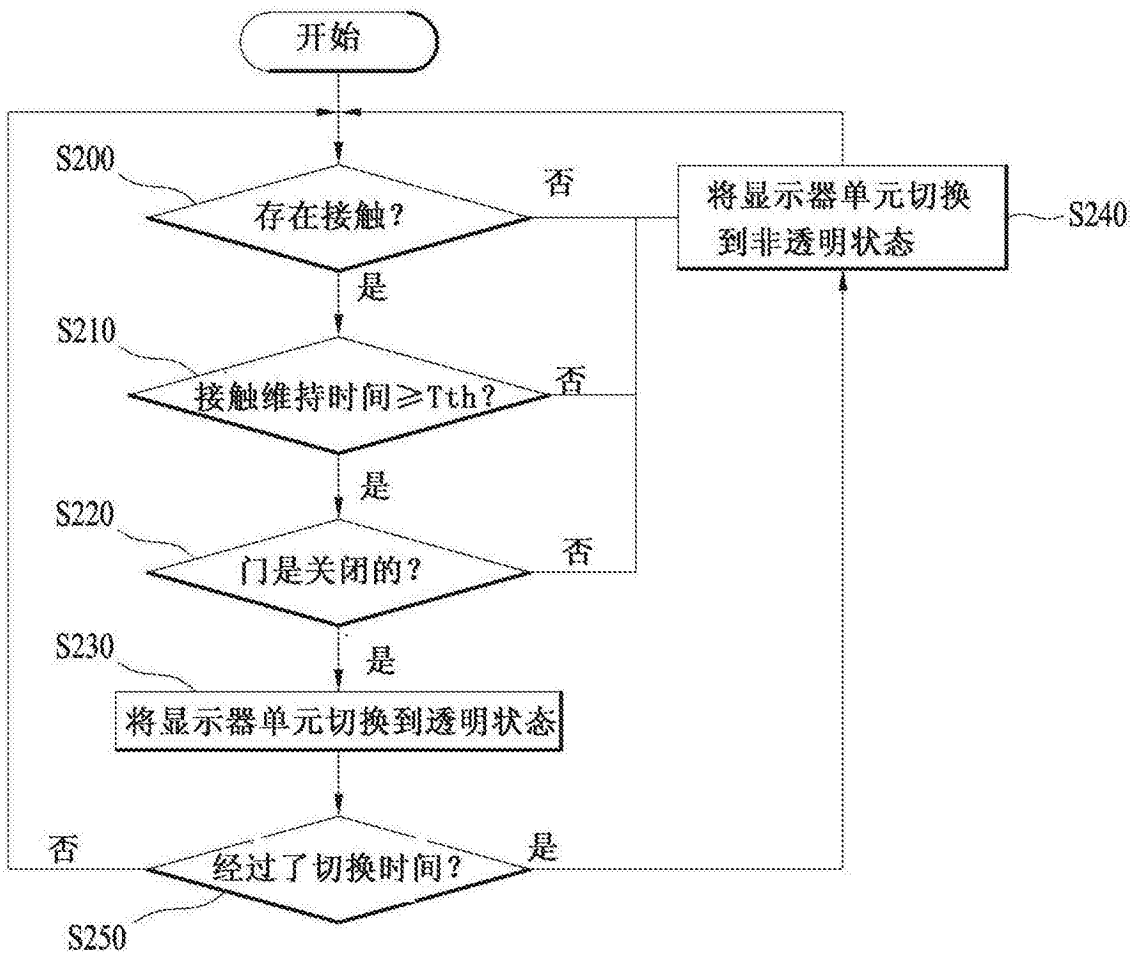 开始
S200
存在接触？
否
将显示器单元切换
到非透明状态
S240
是
S210
接触维持时间≥Tth？
否
是
S220
门是关闭的？
否
是
S230
将显示器单元切换到透明状态
否
经过了切换时间？
是
S250